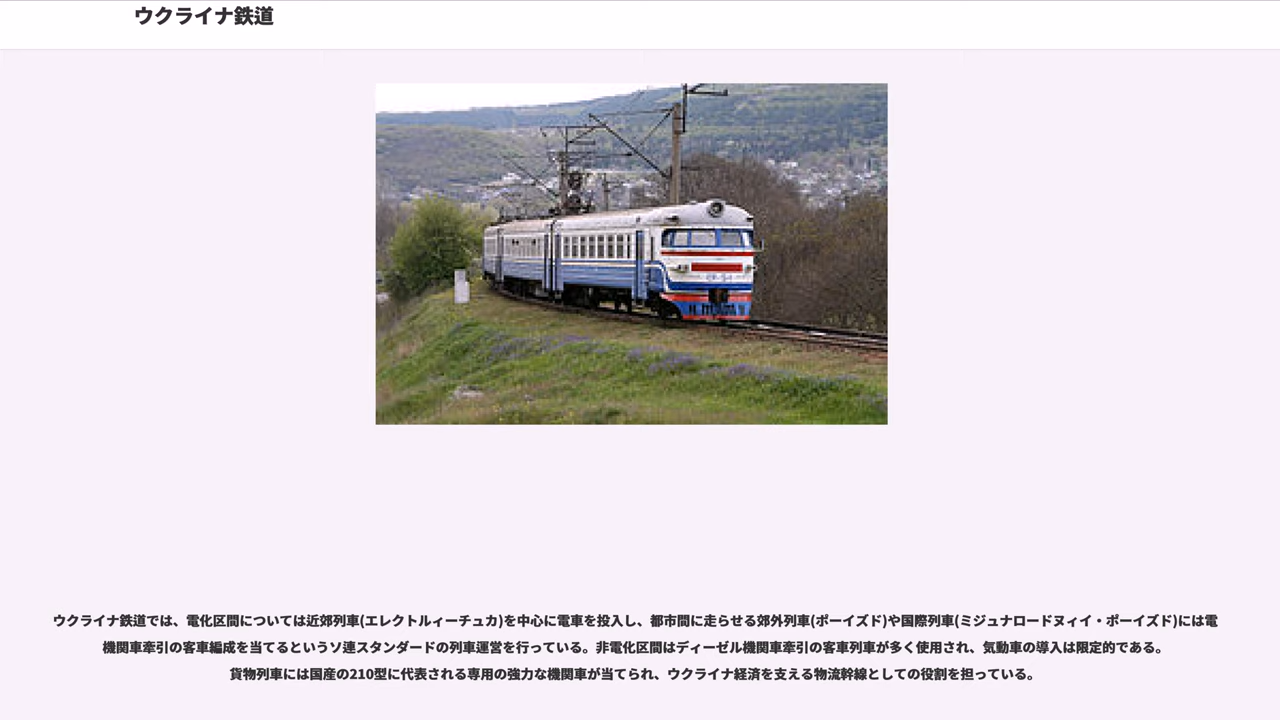 ウクライナ鉄道
ウクライナ鉄道では、電化区間については近郊列車(エレクトルィーチュカ)を中心に電車を投入し、都市間に走らせる郊外列車(ポーイズド)や国際列車(ミジュナロードヌィイ・ポーイズド)には電
機関車牽引の客車編成を当てるというソ連スタンダードの列車運営を行っている。非電化区間はディーゼル機関車牽引の客車列車が多く使用され、気動車の導入は限定的である。
貨物列車には国産の210型に代表される専用の強力な機関車が当てられ、ウクライナ経済を支える物流幹線としての役割を担っている。